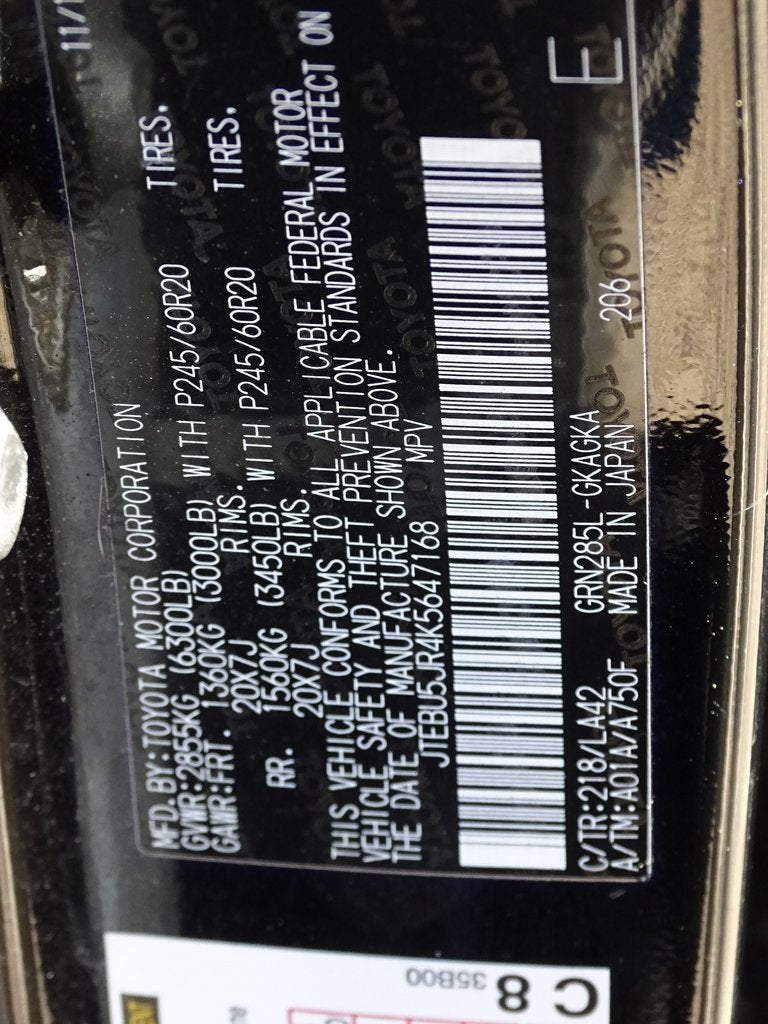 MFD.BY:TOYOTA MOTOR CORPORATION 11/1
GVWR:2855KG (6300LB)
GAWR:FRT. 1360KG (3000LB) WITH P245/60R20 TIRES.
20X7J RIMS.
RR. 1560KG (3450LB) WITH P245/60R20 TIRES.
20X7J RIMS.
THIS VEHICLE CONFORMS TO ALL APPLICABLE FEDERAL MOTOR
VEHICLE SAFETY AND THEFT PREVENTION STANDARDS IN EFFECT ON
THE DATE OF MANUFACTURE SHOWN ABOVE.
JTEBU5JR4K5647168 MPV
C/TR:218/LA42 GRN285L-GKAGKA
A/TM:A01A/A750F MADE IN JAPAN 206 E
C 8
35B00